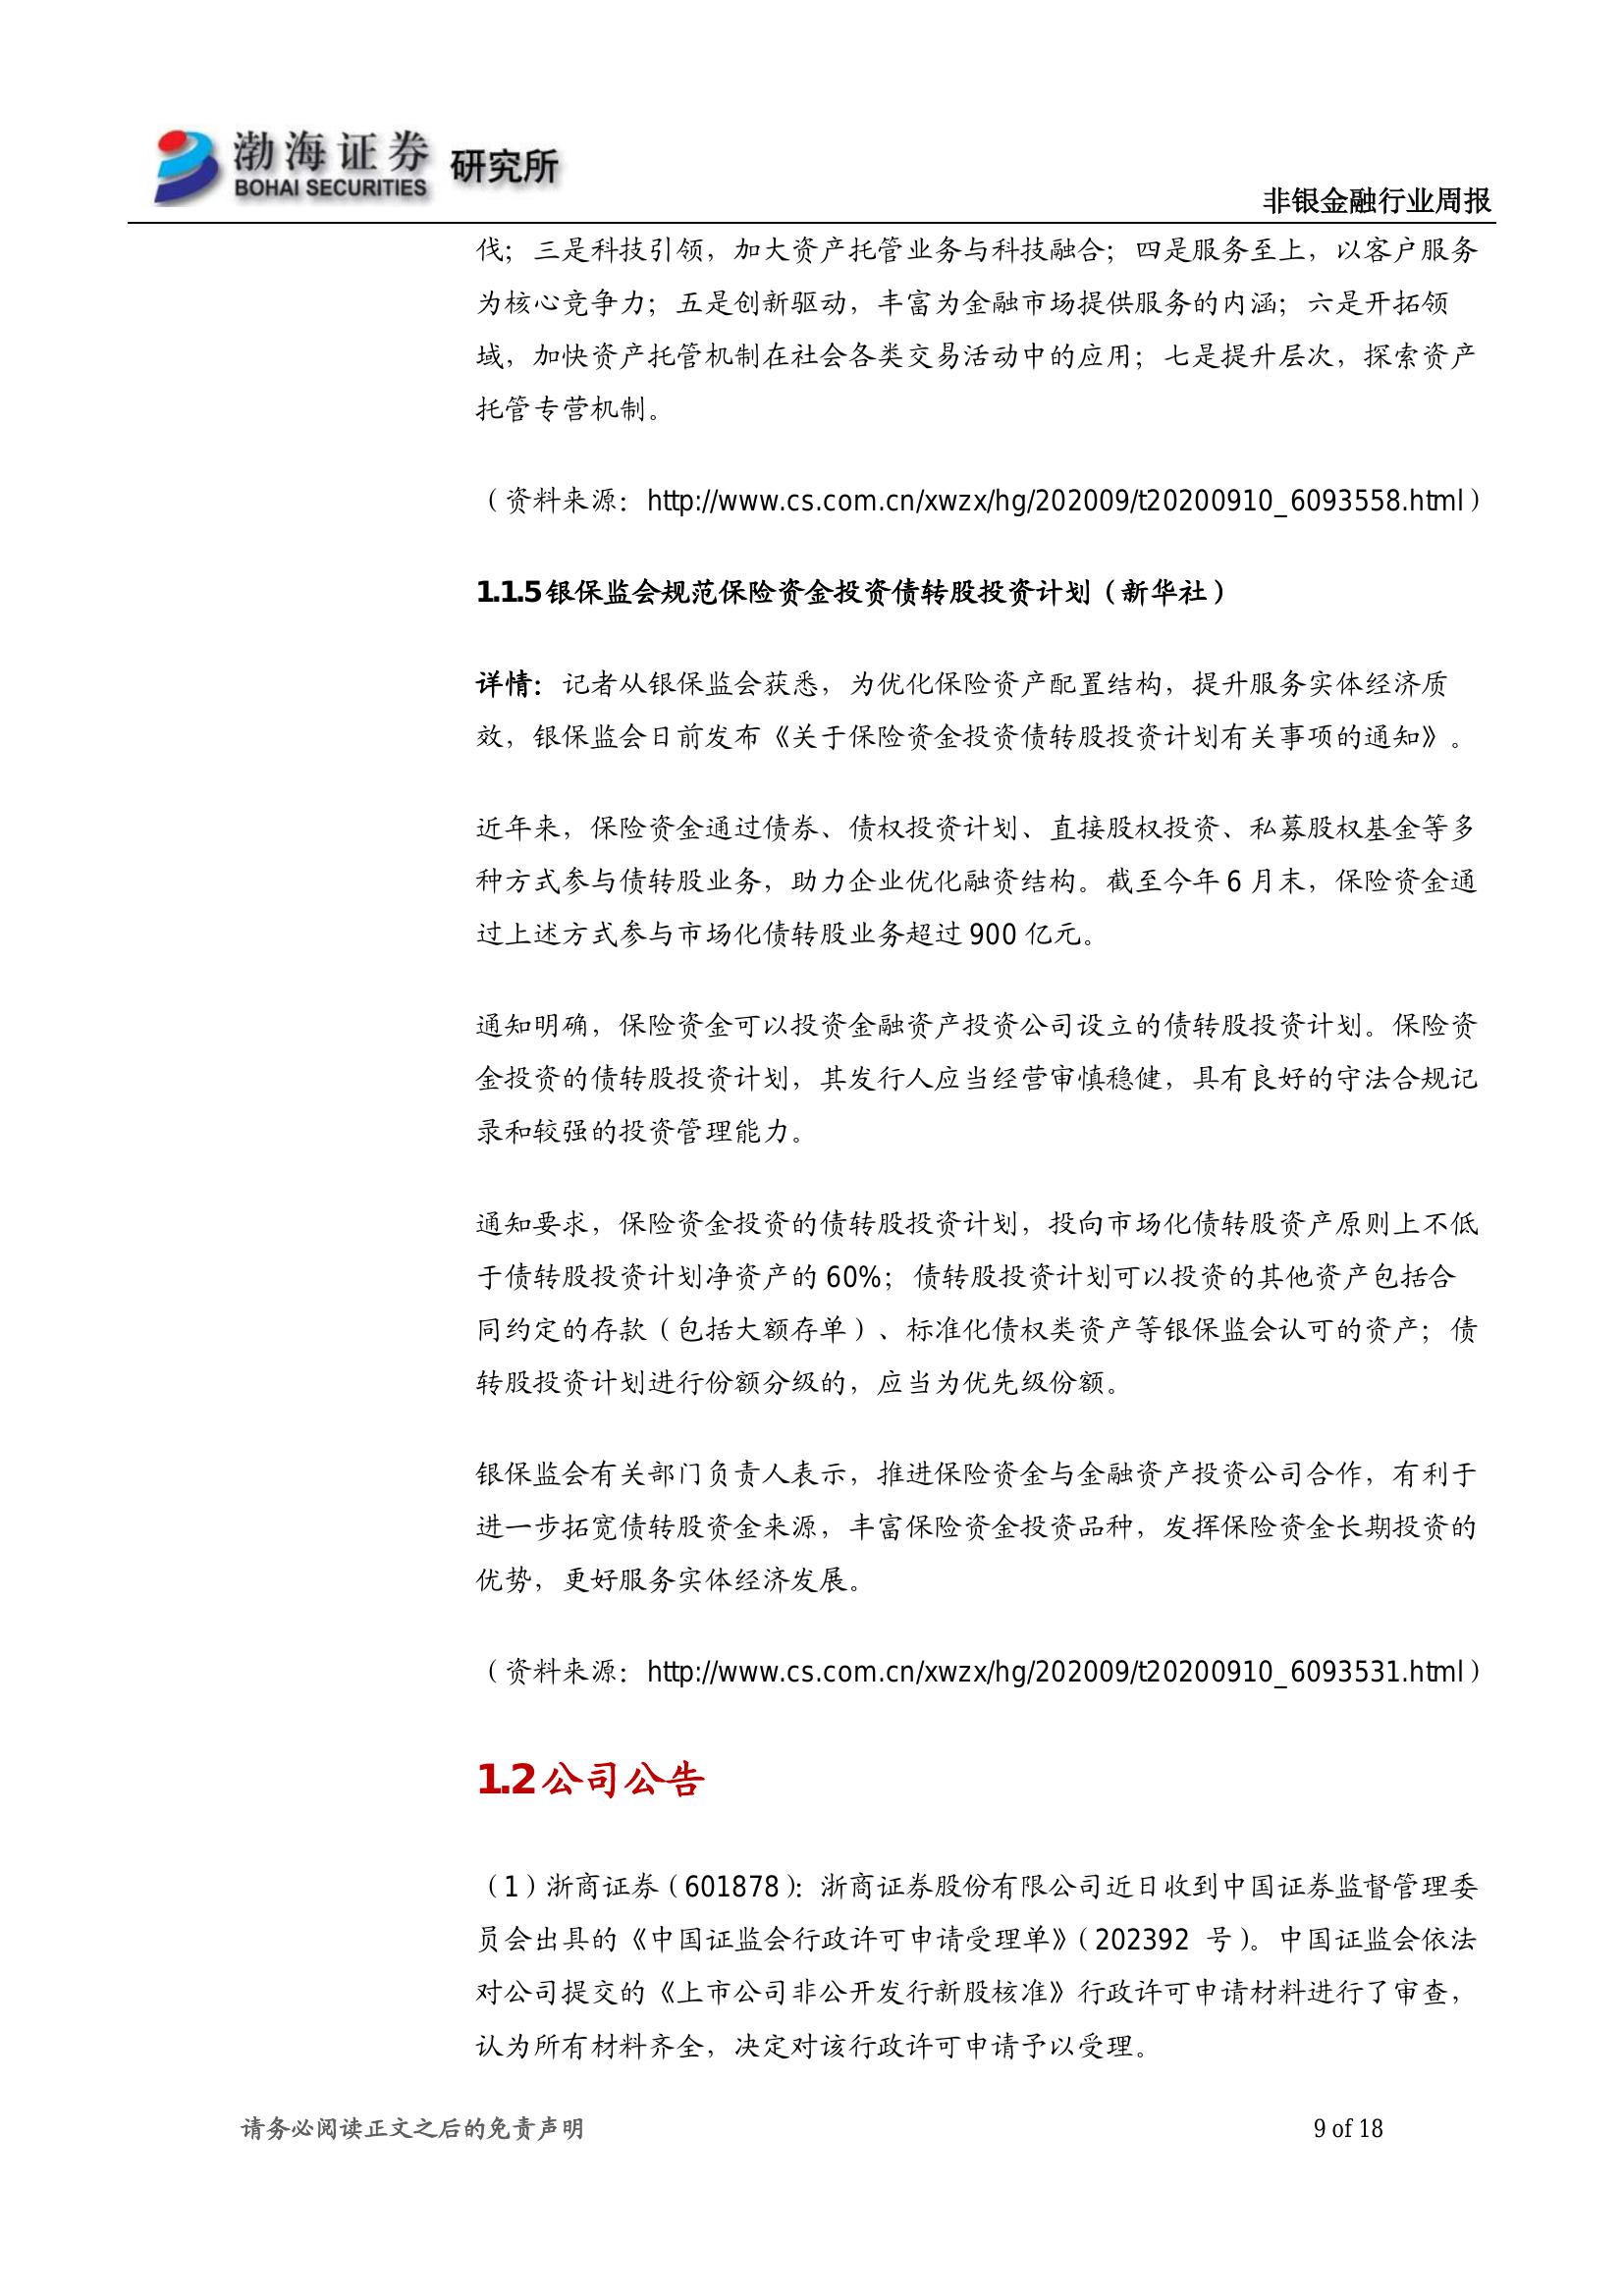 渤海证券 研究所
BOHAI SECURITIES
非银金融行业周报
伐；三是科技引领，加大资产托管业务与科技融合；四是服务至上，以客户服务
为核心竞争力；五是创新驱动，丰富为金融市场提供服务的内涵；六是开拓领
域，加快资产托管机制在社会各类交易活动中的应用；七是提升层次，探索资产
托管专营机制。
（资料来源：http://www.cs.com.cn/xwzx/hg/202009/t20200910_6093558.html）
1.1.5 银保监会规范保险资金投资债转股投资计划（新华社）
详情：记者从银保监会获悉，为优化保险资产配置结构，提升服务实体经济质
效，银保监会日前发布《关于保险资金投资债转股投资计划有关事项的通知》。
近年来，保险资金通过债券、债权投资计划、直接股权投资、私募股权基金等多
种方式参与债转股业务，助力企业优化融资结构。截至今年 6 月末，保险资金通
过上述方式参与市场化债转股业务超过 900 亿元。
通知明确，保险资金可以投资金融资产投资公司设立的债转股投资计划。保险资
金投资的债转股投资计划，其发行人应当经营审慎稳健，具有良好的守法合规记
录和较强的投资管理能力。
通知要求，保险资金投资的债转股投资计划，投向市场化债转股资产原则上不低
于债转股投资计划净资产的 60%；债转股投资计划可以投资的其他资产包括合
同约定的存款（包括大额存单）、标准化债权类资产等银保监会认可的资产；债
转股投资计划进行份额分级的，应当为优先级份额。
银保监会有关部门负责人表示，推进保险资金与金融资产投资公司合作，有利于
进一步拓宽债转股资金来源，丰富保险资金投资品种，发挥保险资金长期投资的
优势，更好服务实体经济发展。
（资料来源：http://www.cs.com.cn/xwzx/hg/202009/t20200910_6093531.html）
1.2 公司公告
（1）浙商证券（601878）：浙商证券股份有限公司近日收到中国证券监督管理委
员会出具的《中国证监会行政许可申请受理单》（202392 号）。中国证监会依法
对公司提交的《上市公司非公开发行新股核准》行政许可申请材料进行了审查，
认为所有材料齐全，决定对该行政许可申请予以受理。
请务必阅读正文之后的免责声明 9 of 18